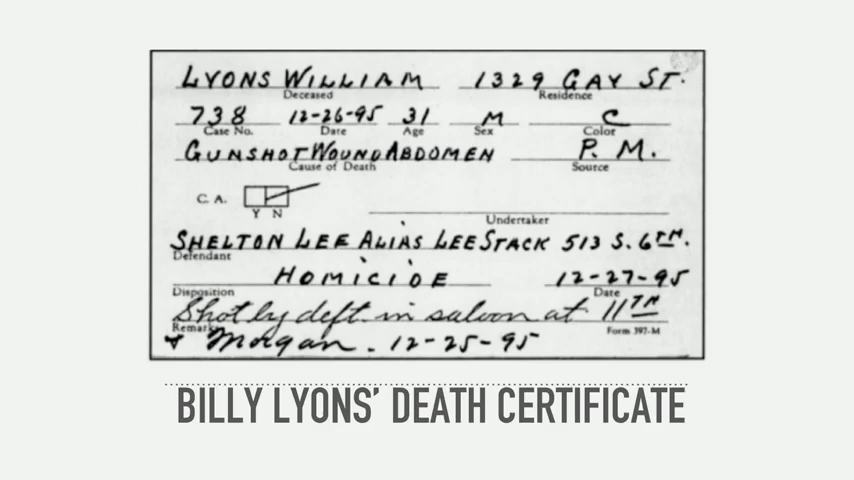 LYONS WILLIAM 1329 GAY ST.
Deceased Residence
738 12-26-95 31 M C
Case No. Date Age Sex Color
GUNSHOT WOUND ABDOMEN P. M.
Cause of Death Source
C. A.
Y N
Undertaker
SHELTON LEE ALIAS LEE STACK 513 S. 6TH.
Defendant
HOMICIDE 12-27-95
Disposition Date
Shot by deft. in saloon at 11TH
Remarks Form 397-M
& Morgan. 12-25-95
BILLY LYONS’ DEATH CERTIFICATE